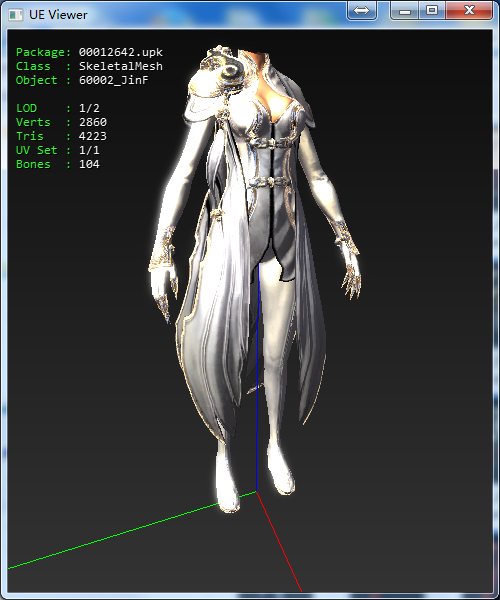 UE Viewer
Package: 00012642.upk
Class : SkeletalMesh
Object : 60002_JinF
LOD : 1/2
Verts : 2860
Tris : 4223
UV Set : 1/1
Bones : 104